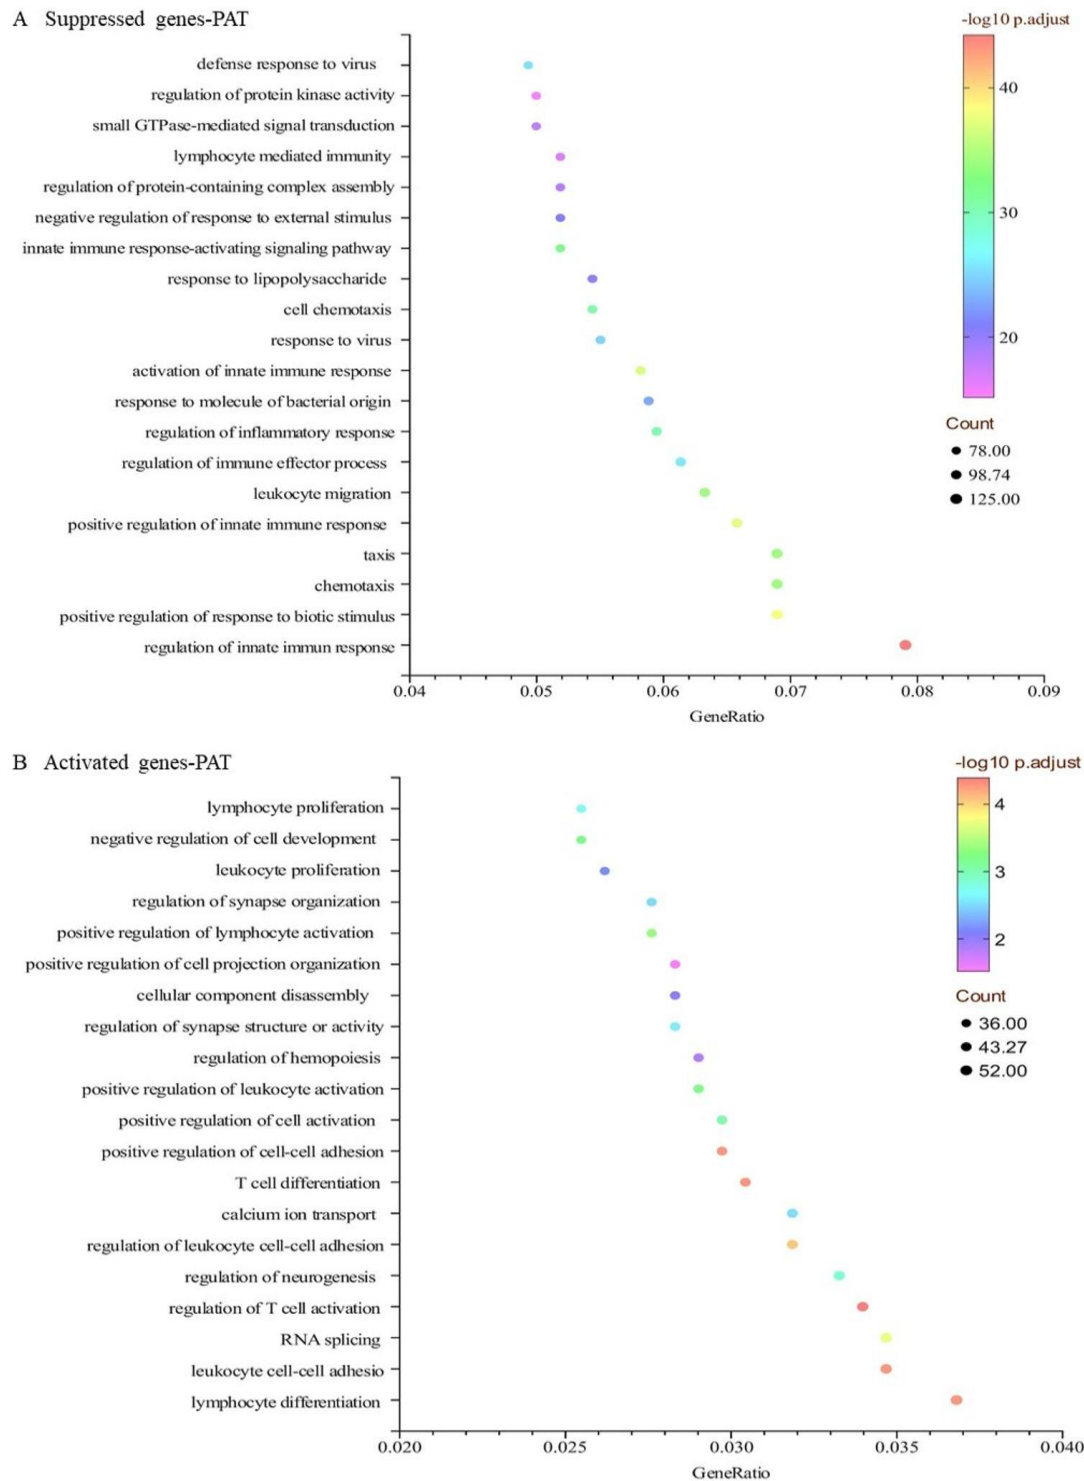 A Suppressed genes-PAT
-log10 p.adjust
defense response to virus
regulation of protein kinase activity
small GTPase-mediated signal transduction
lymphocyte mediated immunity
regulation of protein-containing complex assembly
negative regulation of response to external stimulus
innate immune response-activating signaling pathway
response to lipopolysaccharide
cell chemotaxis
response to virus
activation of innate immune response
response to molecule of bacterial origin
regulation of inflammatory response
regulation of immune effector process
leukocyte migration
positive regulation of innate immune response
taxis
chemotaxis
positive regulation of response to biotic stimulus
regulation of innate immun response
40
30
20
Count
78.00
98.74
125.00
0.04 0.05 0.06 0.07 0.08 0.09
GeneRatio
B Activated genes-PAT
-log10 p.adjust
lymphocyte proliferation
negative regulation of cell development
leukocyte proliferation
regulation of synapse organization
positive regulation of lymphocyte activation
positive regulation of cell projection organization
cellular component disassembly
regulation of synapse structure or activity
regulation of hemopoiesis
positive regulation of leukocyte activation
positive regulation of cell activation
positive regulation of cell-cell adhesion
T cell differentiation
calcium ion transport
regulation of leukocyte cell-cell adhesion
regulation of neurogenesis
regulation of T cell activation
RNA splicing
leukocyte cell-cell adhesio
lymphocyte differentiation
4
3
2
Count
36.00
43.27
52.00
0.020 0.025 0.030 0.035 0.040
GeneRatio